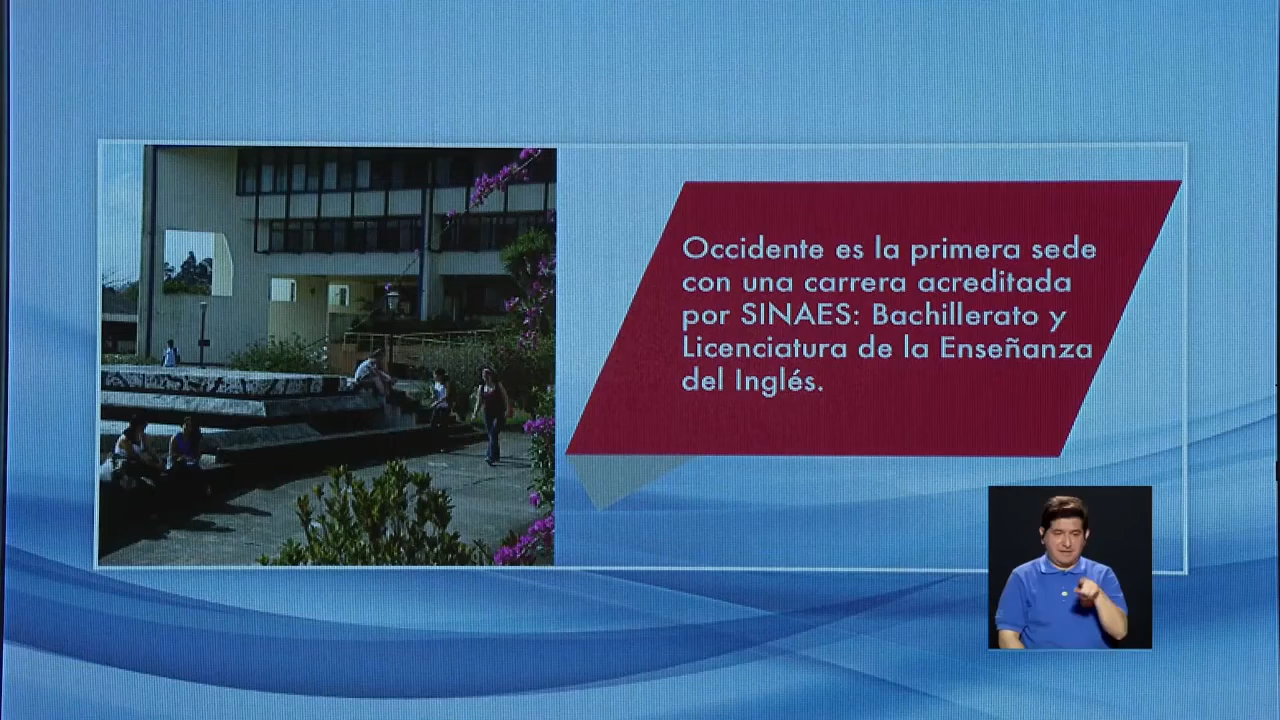 Occidente es la primera sede
con una carrera acreditada
por SINAES: Bachillerato y
Licenciatura de la Enseñanza
del Inglés.